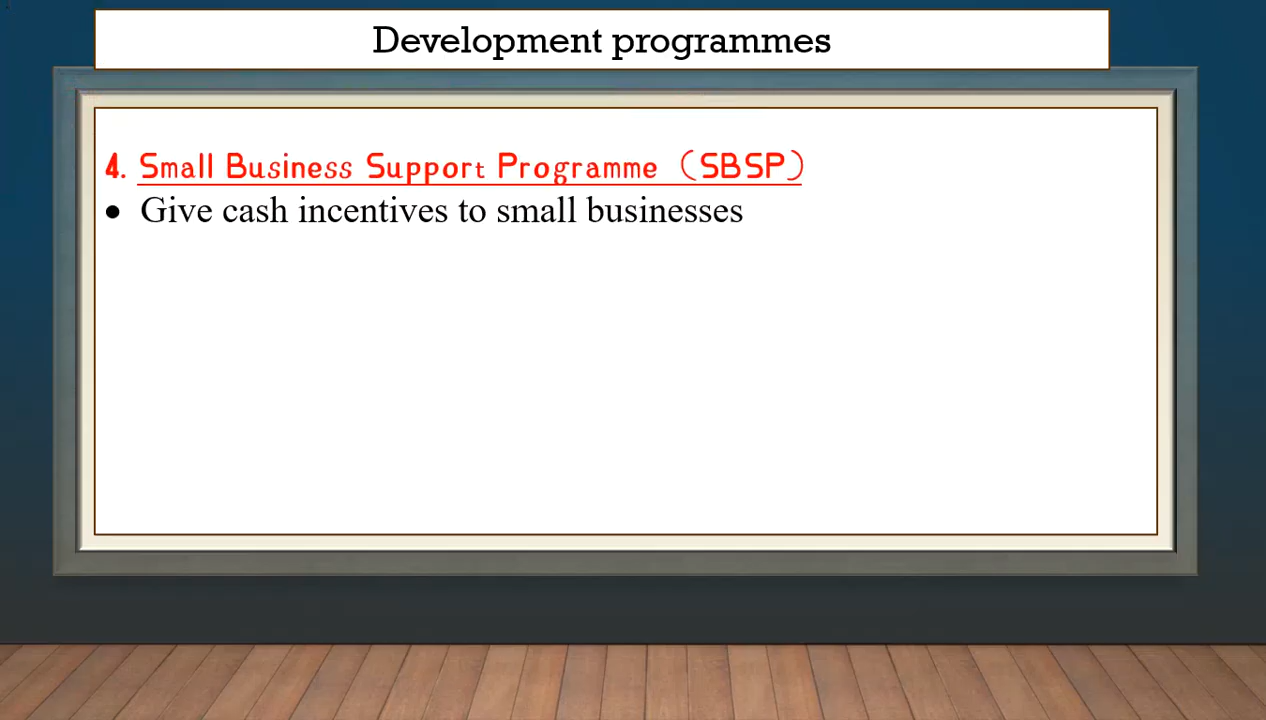 Development programmes
4. Small Business Support Programme (SBSP)
• Give cash incentives to small businesses